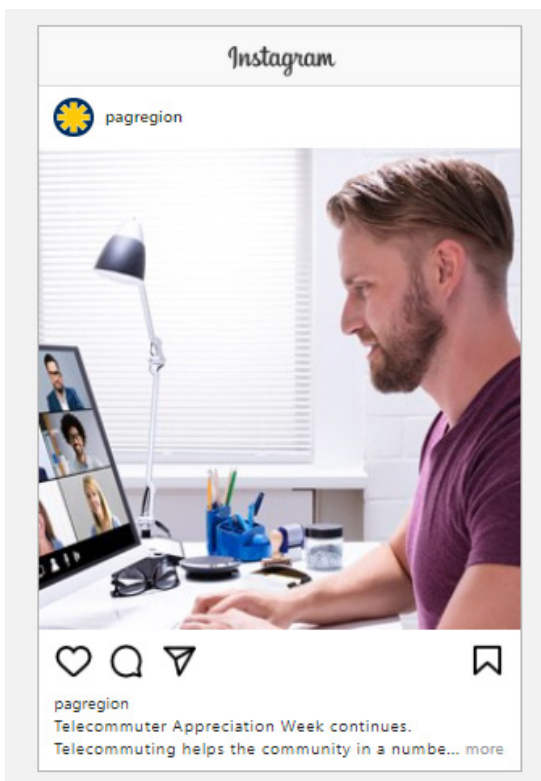 Instagram
pagregion
pagregion
Telecommuter Appreciation Week continues.
Telecommuting helps the community in a numbe... more